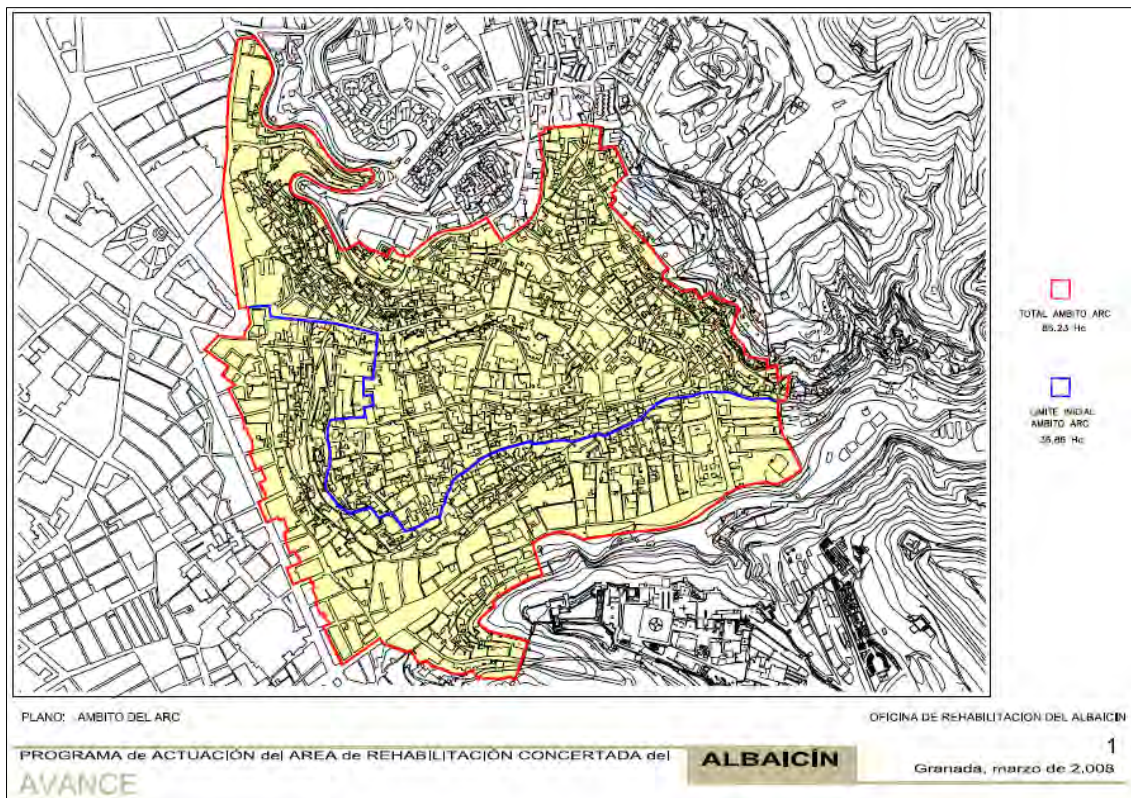 TOTAL AMBITO ARC
85,23 Ha
LIMITE INICIAL
AMBITO ARC
35,86 Ha
PLANO: AMBITO DEL ARC
OFICINA DE REHABILITACION DEL ALBAICIN
PROGRAMA de ACTUACIÓN del AREA de REHABILITACIÓN CONCERTADA del
ALBAICÍN
1
Granada, marzo de 2.008
AVANCE